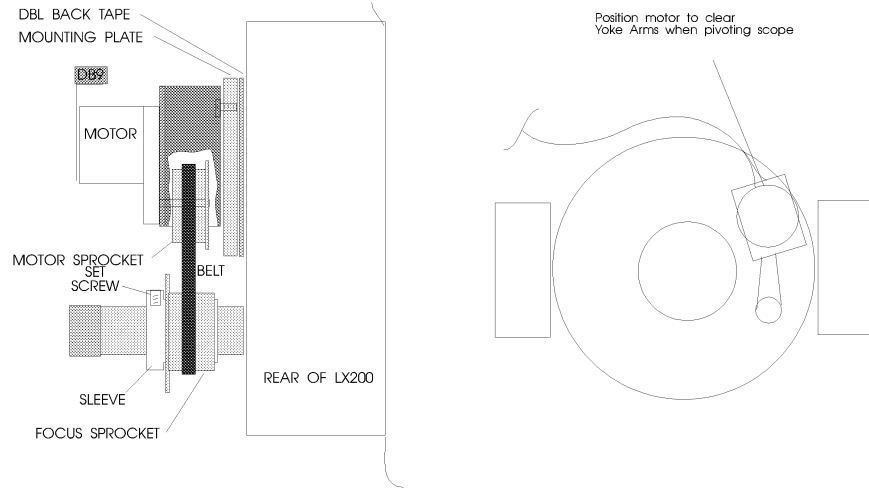 DBL BACK TAPE
MOUNTING PLATE
DB9
MOTOR
MOTOR SPROCKET
SET
SCREW
BELT
SLEEVE
FOCUS SPROCKET
REAR OF LX200
Position motor to clear
Yoke Arms when pivoting scope